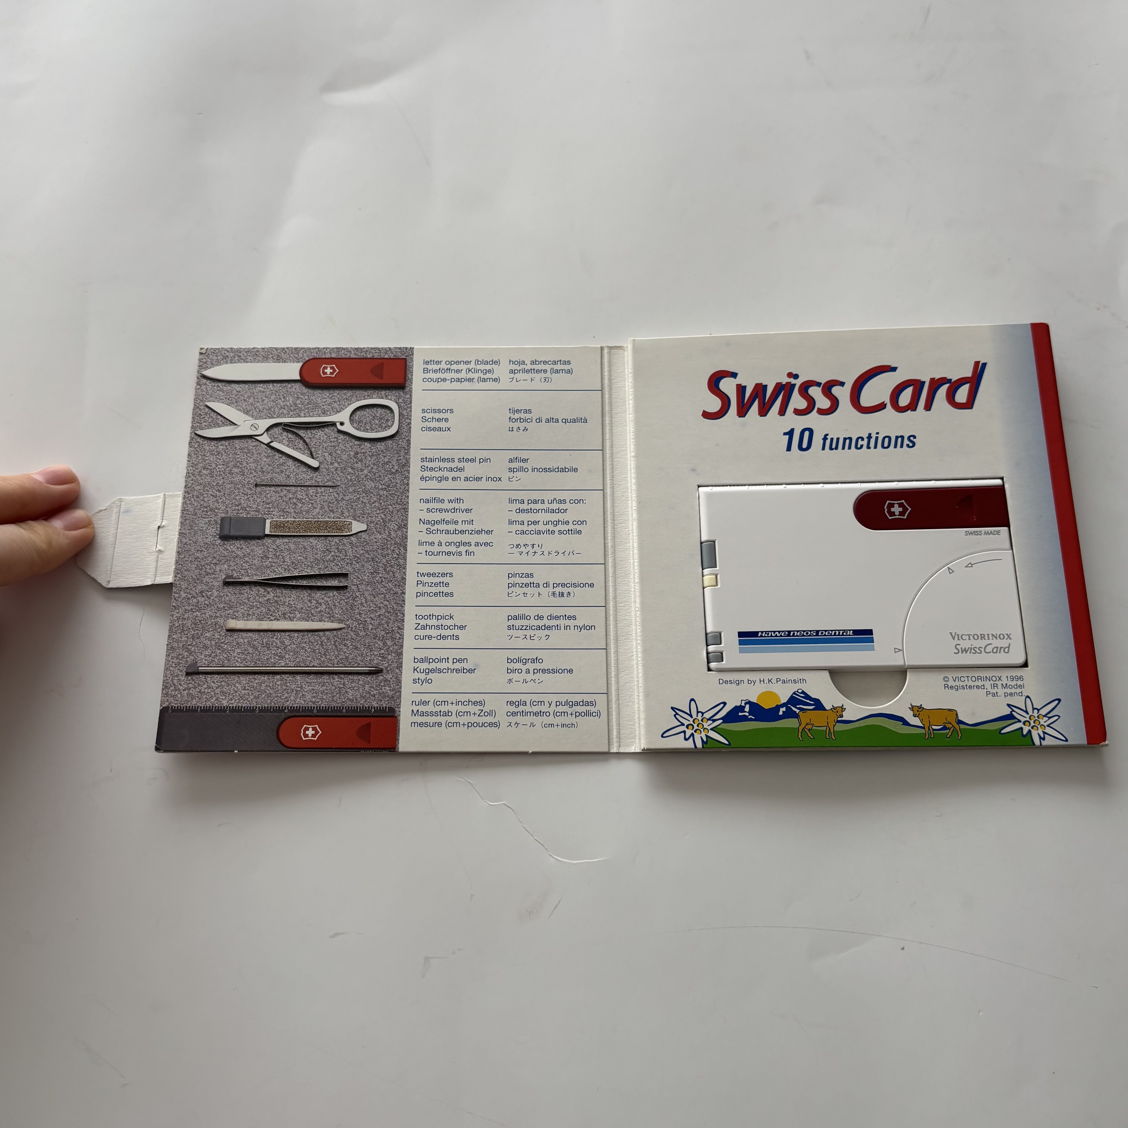 letter opener (blade)
Brieföffner (Klinge)
coupe-papier (lame)
hoja, abrecartas
aprilettere (lama)
ブレード (刃)
scissors
Schere
ciseaux
tijeras
forbici di alta qualità
はさみ
stainless steel pin
Stecknadel
épingle en acier inox
alfiler
spillo inossidabile
ピン
nailfile with
– screwdriver
Nagelfeile mit
– Schraubenzieher
lime à ongles avec
– tournevis fin
lima para uñas con:
– destornilador
lima per unghie con
– cacciavite sottile
つめやすり
— マイナスドライバー
tweezers
Pinzette
pincettes
pinzas
pinzetta di precisione
ピンセット (毛抜き)
toothpick
Zahnstocher
cure-dents
palillo de dientes
stuzzicadenti in nylon
ツースピック
ballpoint pen
Kugelschreiber
stylo
bolígrafo
biro a pressione
ボールペン
ruler (cm+inches)
Massstab (cm+Zoll)
mesure (cm+pouces)
regla (cm y pulgadas)
centimetro (cm+pollici)
スケール (cm+inch)
Swiss Card
10 functions
SWISS MADE
HAWE NEOS DENTAL
VICTORINOX
SwissCard
Design by H.K.Painsith
© VICTORINOX 1996
Registered, IR Model
Pat. pend.